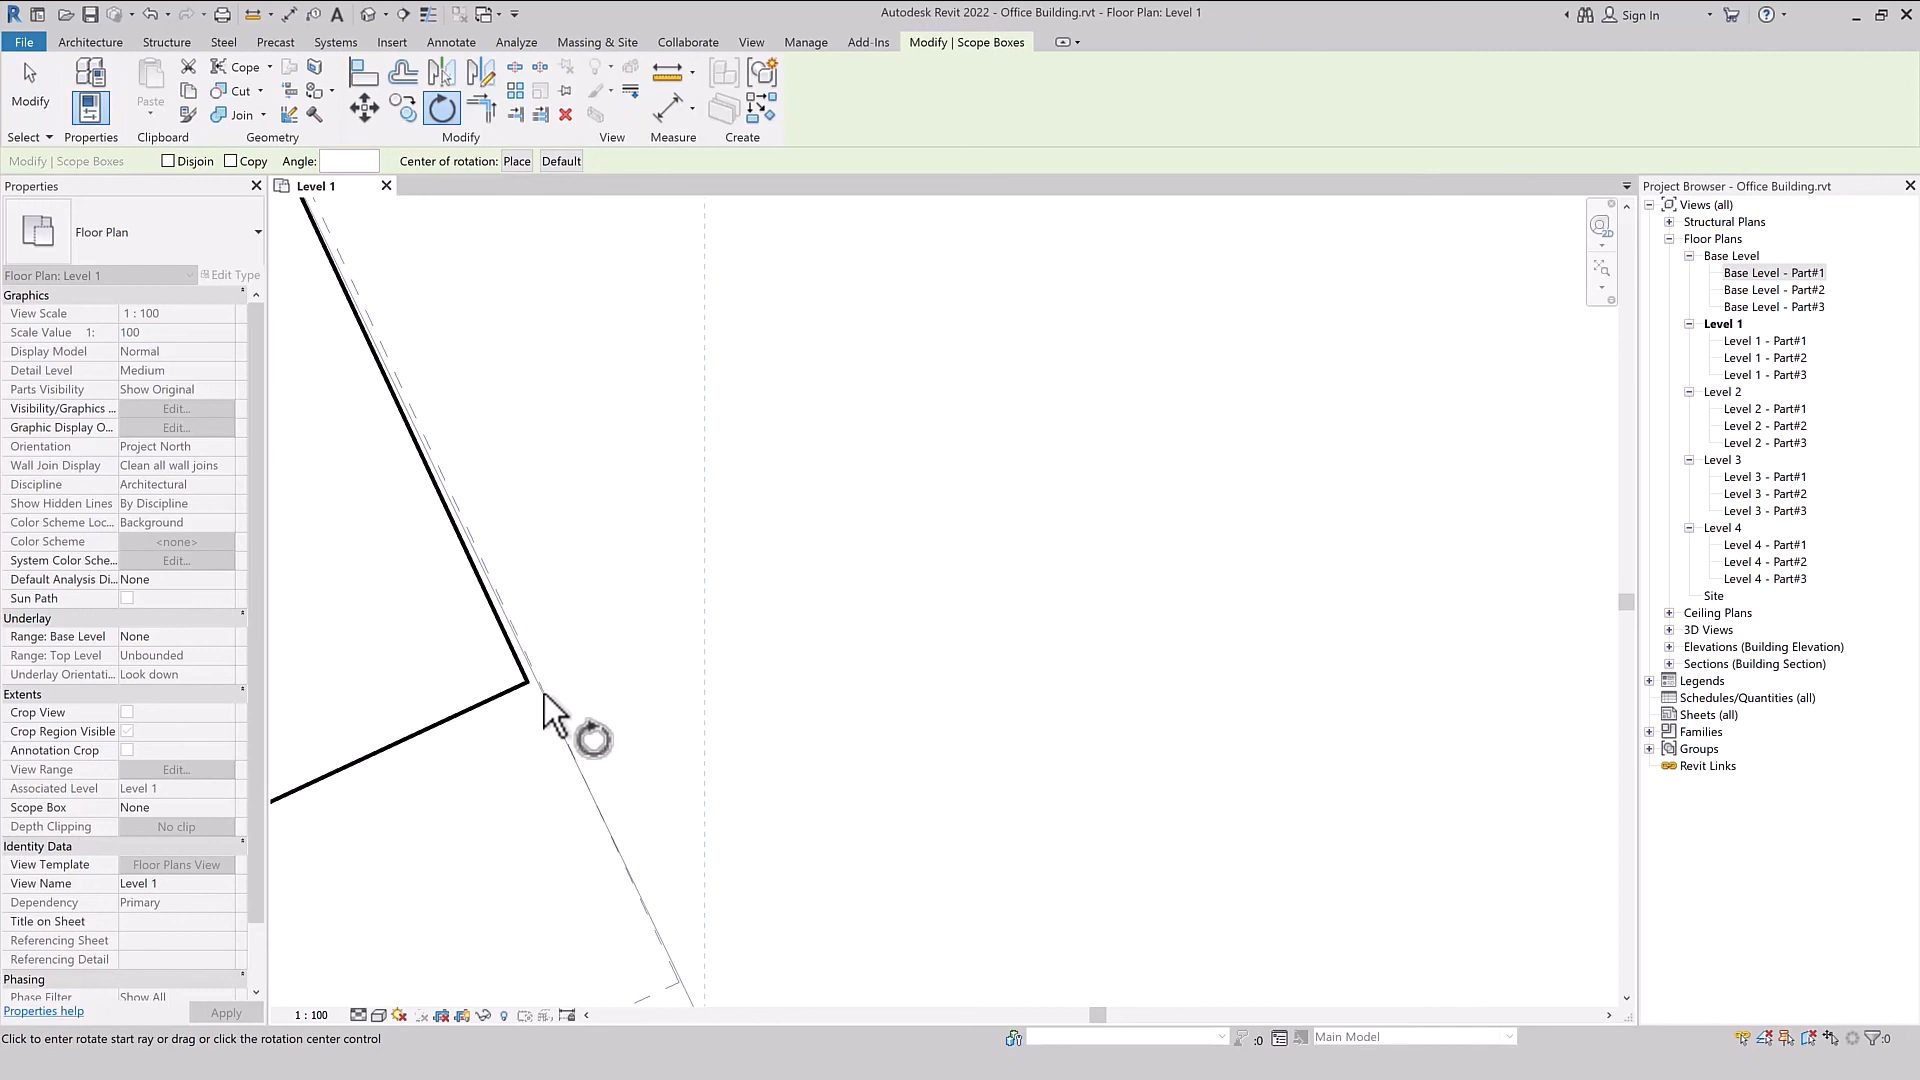 Autodesk Revit 2022 - Office Building.rvt - Floor Plan: Level 1
Sign In
File Architecture Structure Steel Precast Systems Insert Annotate Analyze Massing & Site Collaborate View Manage Add-Ins Modify | Scope Boxes
Modify
Paste
Cope
Cut
Join
Select Properties Clipboard Geometry Modify View Measure Create
Modify | Scope Boxes Disjoin Copy Angle: Center of rotation: Place Default
Properties
Floor Plan
Floor Plan: Level 1 Edit Type
Graphics
View Scale 1 : 100
Scale Value 1: 100
Display Model Normal
Detail Level Medium
Parts Visibility Show Original
Visibility/Graphics ... Edit...
Graphic Display O... Edit...
Orientation Project North
Wall Join Display Clean all wall joins
Discipline Architectural
Show Hidden Lines By Discipline
Color Scheme Loc... Background
Color Scheme <none>
System Color Sche... Edit...
Default Analysis Di... None
Sun Path
Underlay
Range: Base Level None
Range: Top Level Unbounded
Underlay Orientati... Look down
Extents
Crop View
Crop Region Visible
Annotation Crop
View Range Edit...
Associated Level Level 1
Scope Box None
Depth Clipping No clip
Identity Data
View Template Floor Plans View
View Name Level 1
Dependency Primary
Title on Sheet
Referencing Sheet
Referencing Detail
Phasing
Phase Filter Show All
Properties help Apply
Level 1
2D
1 : 100
Project Browser - Office Building.rvt
Views (all)
Structural Plans
Floor Plans
Base Level
Base Level - Part#1
Base Level - Part#2
Base Level - Part#3
Level 1
Level 1 - Part#1
Level 1 - Part#2
Level 1 - Part#3
Level 2
Level 2 - Part#1
Level 2 - Part#2
Level 2 - Part#3
Level 3
Level 3 - Part#1
Level 3 - Part#2
Level 3 - Part#3
Level 4
Level 4 - Part#1
Level 4 - Part#2
Level 4 - Part#3
Site
Ceiling Plans
3D Views
Elevations (Building Elevation)
Sections (Building Section)
Legends
Schedules/Quantities (all)
Sheets (all)
Families
Groups
Revit Links
Click to enter rotate start ray or drag or click the rotation center control
:0
Main Model
:0